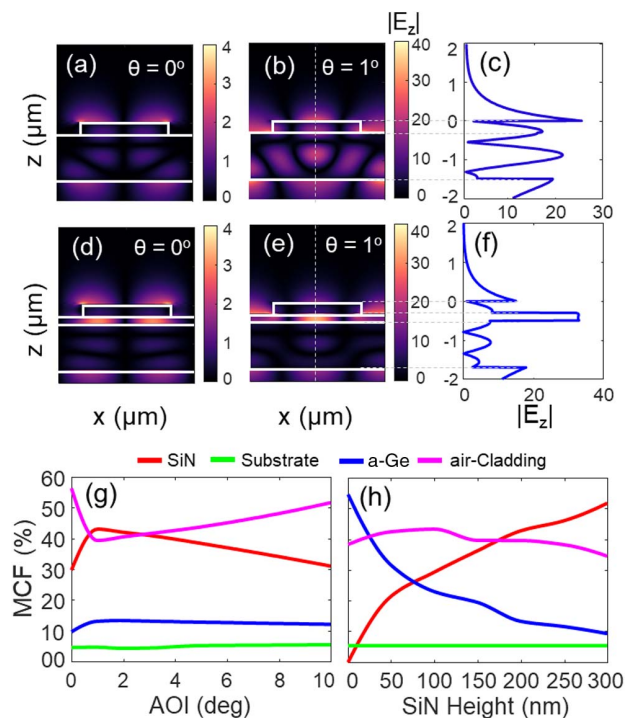 |E_z|
(a) θ = 0° 4 3 2 1 0
(b) θ = 1° 40 30 20 10 0
(c) 2 1 0 -1 -2
0 10 20 30
z (μm)
(d) θ = 0° 4 3 2 1 0
(e) θ = 1° 40 30 20 10 0
(f) 2 1 0 -1 -2
0 20 40
z (μm)
x (μm) x (μm) |E_z|
SiN Substrate a-Ge air-Cladding
(g) (h)
MCF (%)
60
50
40
30
20
10
00
0 2 4 6 8 10 0 50 100 150 200 250 300
AOI (deg) SiN Height (nm)